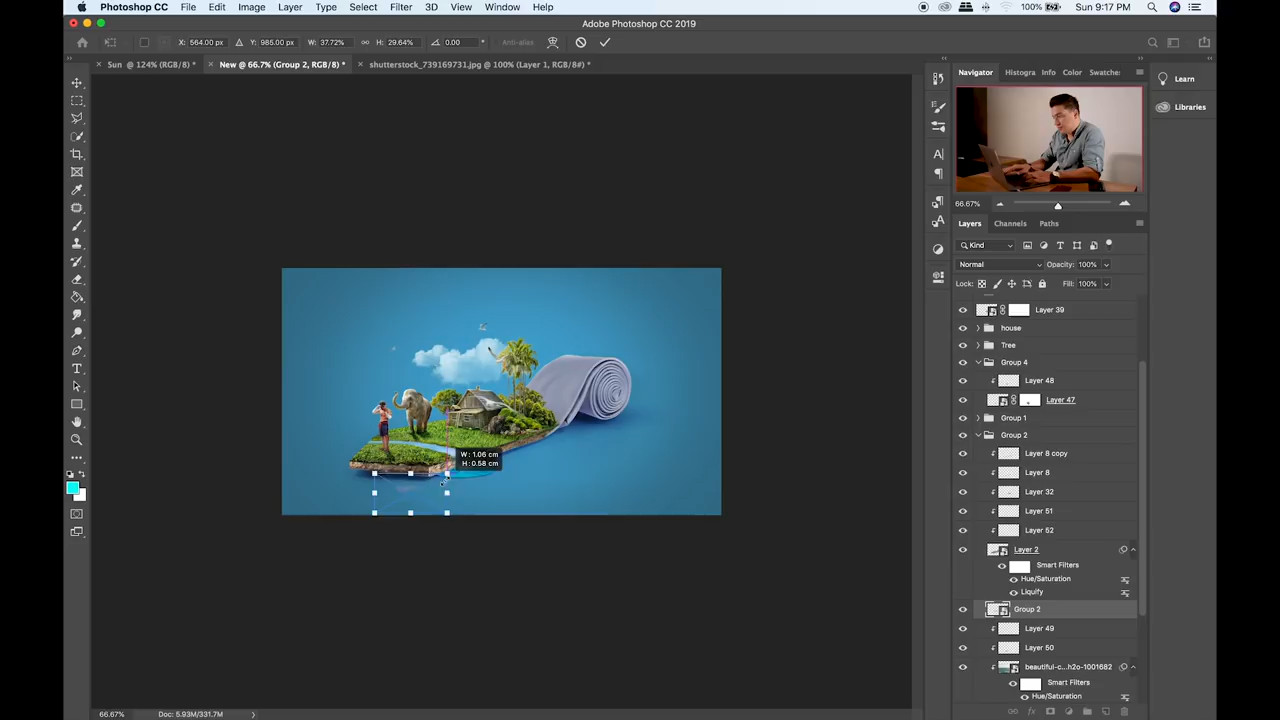 Photoshop CC File Edit Image Layer Type Select Filter 3D View Window Help 100% Sun 9:17 PM
Adobe Photoshop CC 2019
X: 564.00 px Y: 985.00 px W: 37.72% H: 29.64% 0.00 ° Anti-alias
Sun @ 124% (RGB/8) * New @ 66.7% (Group 2, RGB/8) * shutterstock_739169731.jpg @ 100% (Layer 1, RGB/8#) *
Navigator Histogra Info Color Swatche: Learn
Libraries
66.67%
Layers Channels Paths
Kind
Normal Opacity: 100%
Lock: Fill: 100%
Layer 39
house
Tree
Group 4
Layer 48
Layer 47
Group 1
Group 2
Layer 8 copy
W: 1.06 cm
H: 0.58 cm
Layer 8
Layer 32
Layer 51
Layer 52
Layer 2
Smart Filters
Hue/Saturation
Liquify
Group 2
Layer 49
Layer 50
beautiful-c...h2o-1001682
Smart Filters
Hue/Saturation
66.67% Doc: 5.93M/331.7M